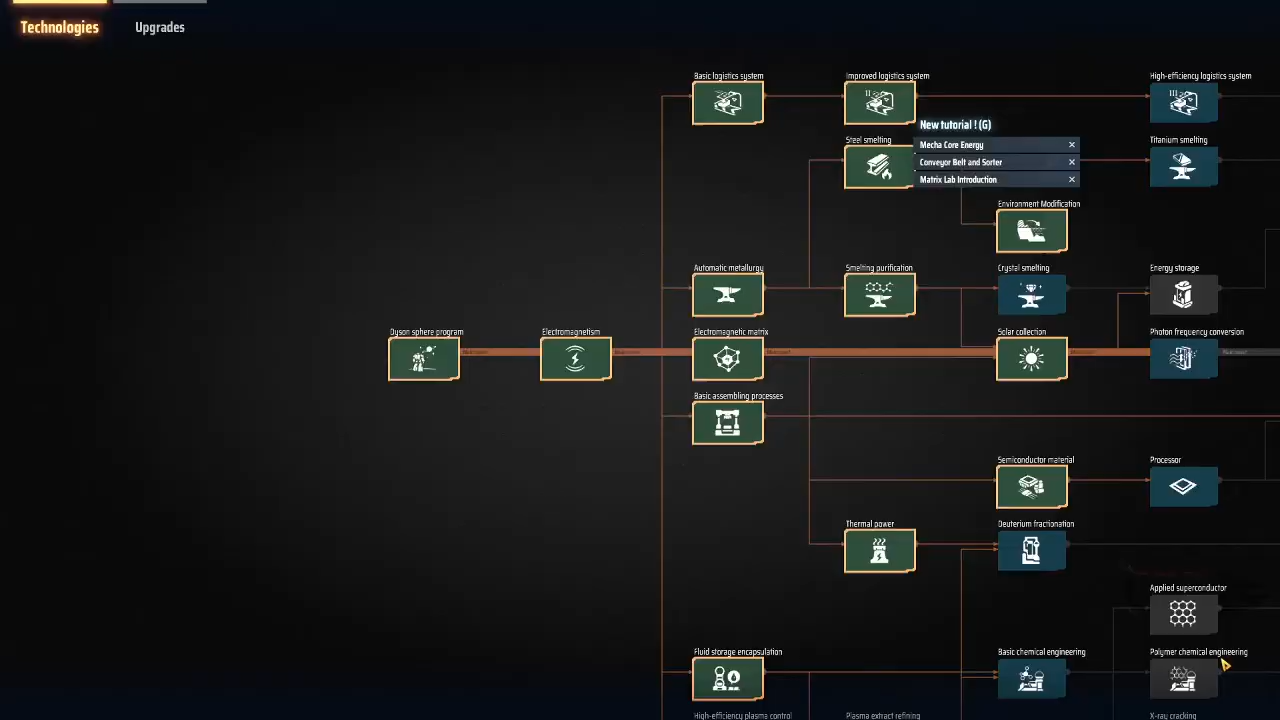 Technologies
Upgrades
Basic logistics system
Improved logistics system
High-efficiency logistics system
New tutorial ! (G)
Steel smelting
Titanium smelting
Mecha Core Energy
Conveyor Belt and Sorter
Matrix Lab Introduction
Environment Modification
Automatic metallurgy
Smelting purification
Crystal smelting
Energy storage
Dyson sphere program
Electromagnetism
Electromagnetic matrix
Solar collection
Photon frequency conversion
Basic assembling processes
Semiconductor material
Processor
Thermal power
Deuterium fractionation
Applied superconductor
Fluid storage encapsulation
Basic chemical engineering
Polymer chemical engineering
High-efficiency plasma control
Plasma extract refining
X-ray cracking